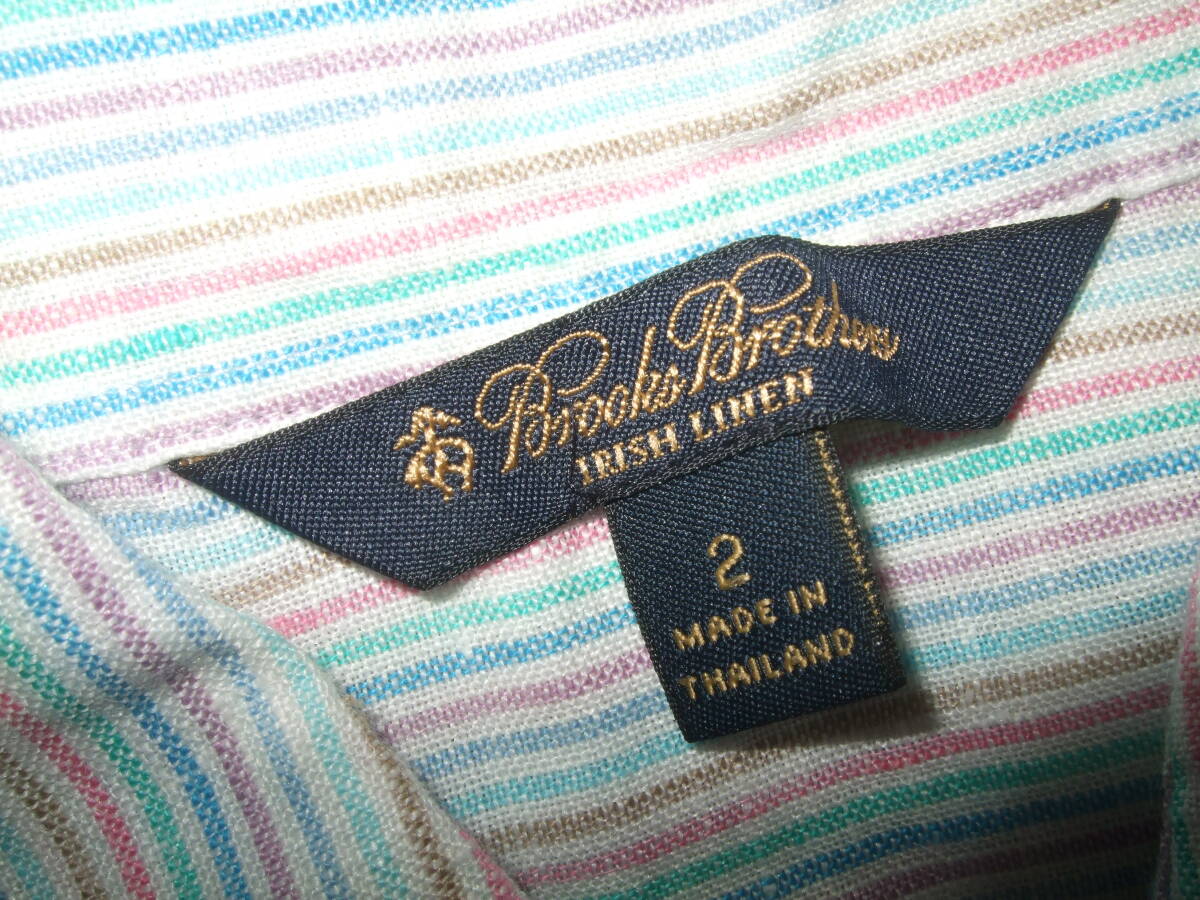 Brooks Brothers
IRISH LINEN
2
MADE IN
THAILAND